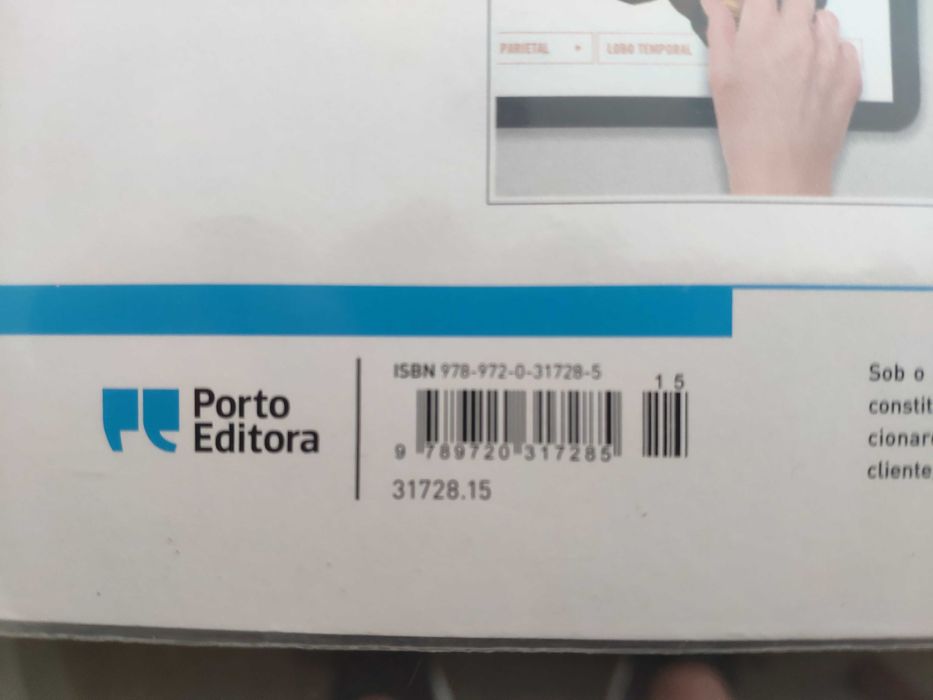 PARIETAL
LOBO TEMPORAL
Porto
Editora
ISBN 978-972-0-31728-5
1 5
9 789720 317285
31728.15
Sob o
constit
cionar
cliente